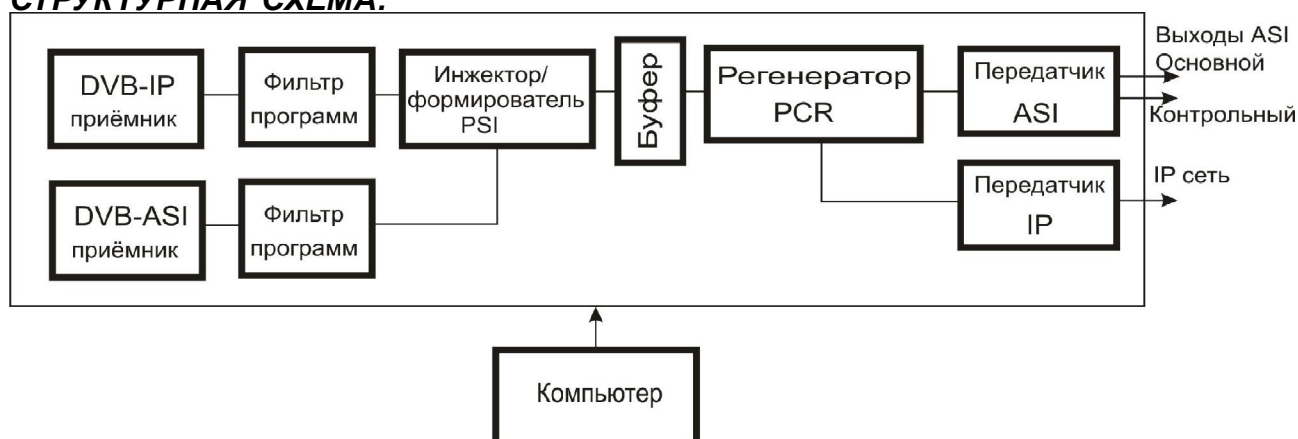 СТРУКТУРНАЯ СХЕМА:
DVB-IP
приёмник
Фильтр
программ
Инжектор/
формирователь
PSI
Буфер
Регенератор
PCR
Передатчик
ASI
Выходы ASI
Основной
Контрольный
DVB-ASI
приёмник
Фильтр
программ
Передатчик
IP
IP сеть
Компьютер